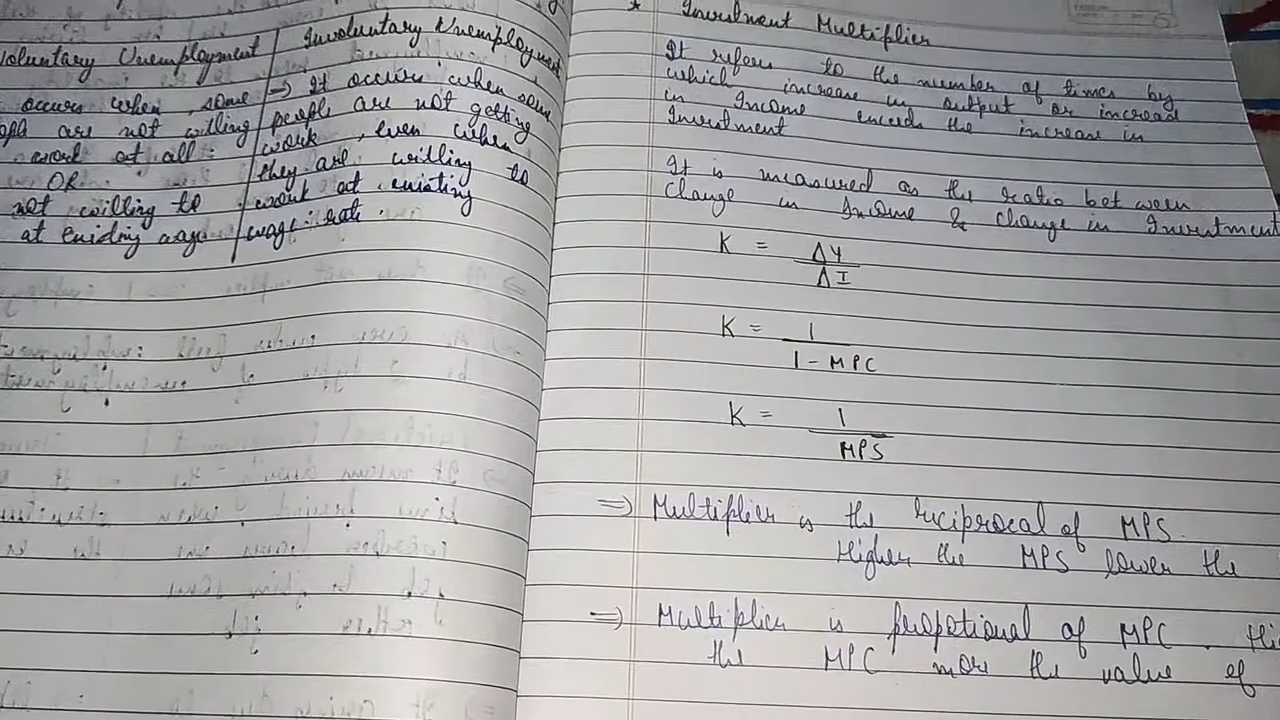 oluntary Unemployment
occurs when some
are not willing
work at all.
OR
not willing to
at existing wage
Involuntary Unemployment
→ It occurs when some
people are not getting
work, even when
they are willing to
work at existing
wage rate.
* Investment Multiplier
It refers to the number of times by
which increase in output or increase
in Income exceeds the increase in
Investment
It is measured as the ratio between
Change in Income & change in Investment
K = ΔY
ΔI
K = 1
1 - MPC
K = 1
MPS
⇒ Multiplier is the reciprocal of MPS.
Higher the MPS lower the
⇒ Multiplier is propotional of MPC. Hi
the MPC more the value of